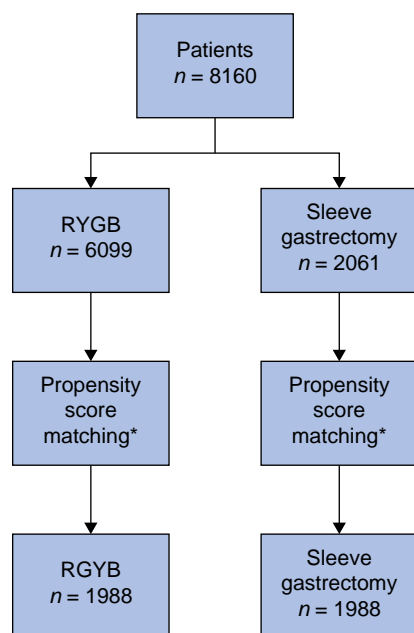 Patients
n = 8160
RYGB
n = 6099
Sleeve
gastrectomy
n = 2061
Propensity
score
matching*
Propensity
score
matching*
RGYB
n = 1988
Sleeve
gastrectomy
n = 1988